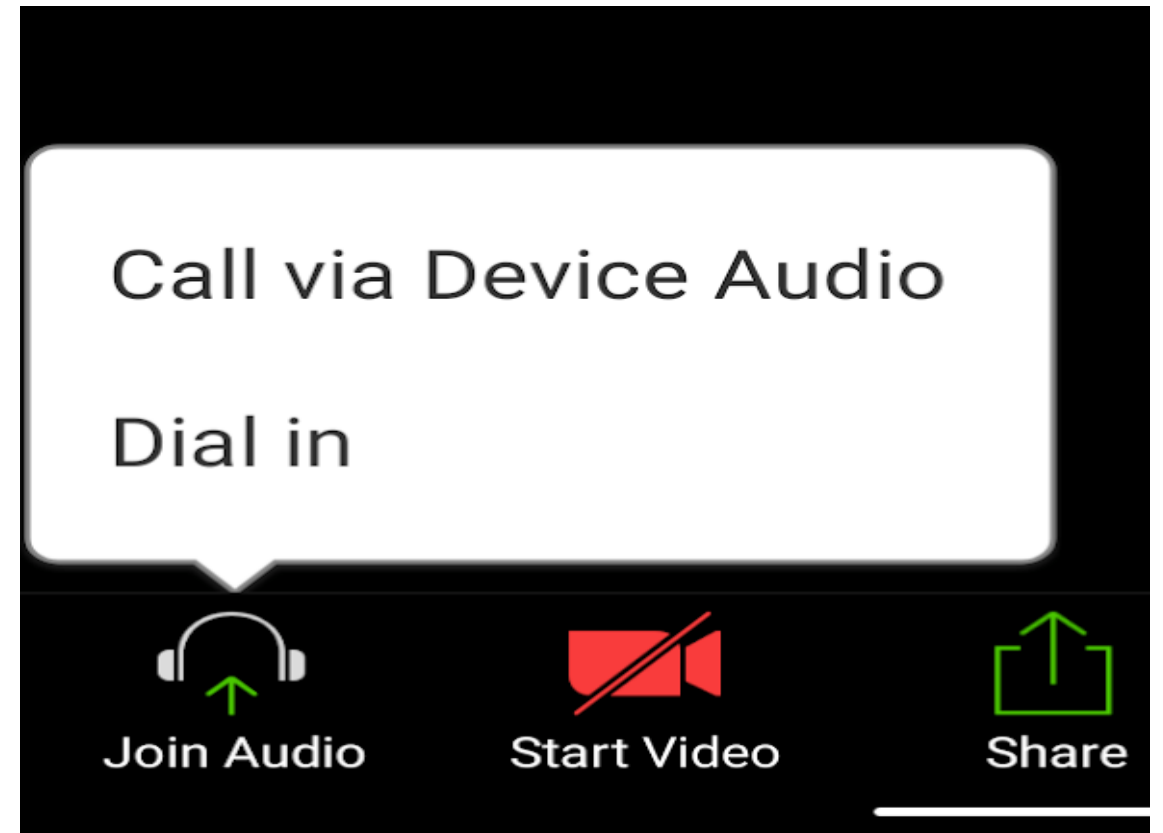 Call via Device Audio
Dial in
Join Audio
Start Video
Share